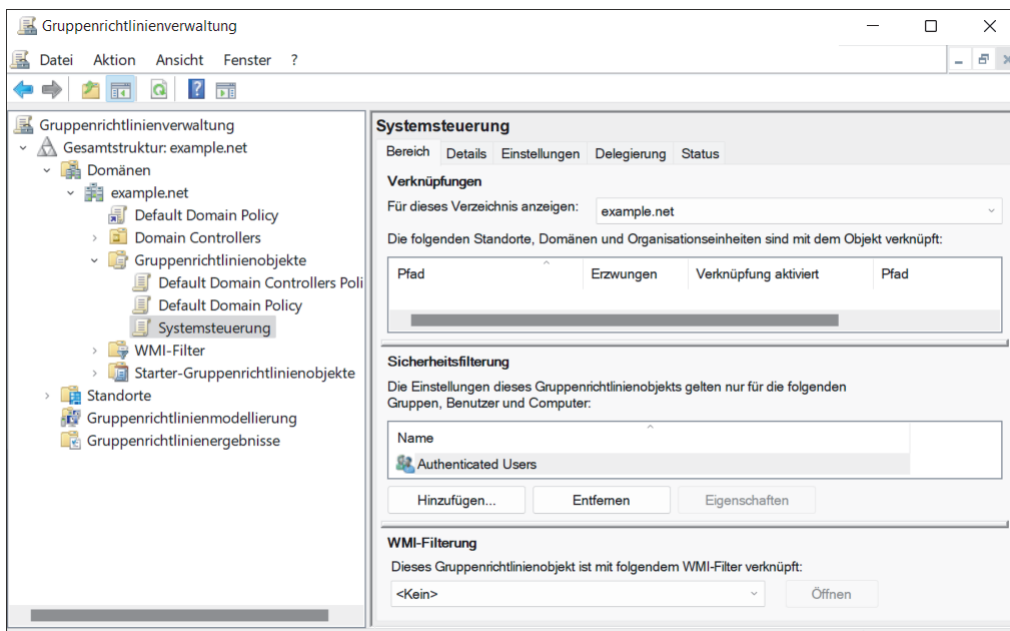 Gruppenrichtlinienverwaltung
Datei Aktion Ansicht Fenster ?
Gruppenrichtlinienverwaltung
Gesamtstruktur: example.net
Domänen
example.net
Default Domain Policy
Domain Controllers
Gruppenrichtlinienobjekte
Default Domain Controllers Poli
Default Domain Policy
Systemsteuerung
WMI-Filter
Starter-Gruppenrichtlinienobjekte
Standorte
Gruppenrichtlinienmodellierung
Gruppenrichtlinienergebnisse
Systemsteuerung
Bereich Details Einstellungen Delegierung Status
Verknüpfungen
Für dieses Verzeichnis anzeigen: example.net
Die folgenden Standorte, Domänen und Organisationseinheiten sind mit dem Objekt verknüpft:
Pfad Erzwungen Verknüpfung aktiviert Pfad
Sicherheitsfilterung
Die Einstellungen dieses Gruppenrichtlinienobjekts gelten nur für die folgenden
Gruppen, Benutzer und Computer:
Name
Authenticated Users
Hinzufügen... Entfernen Eigenschaften
WMI-Filterung
Dieses Gruppenrichtlinienobjekt ist mit folgendem WMI-Filter verknüpft:
<Kein> Öffnen